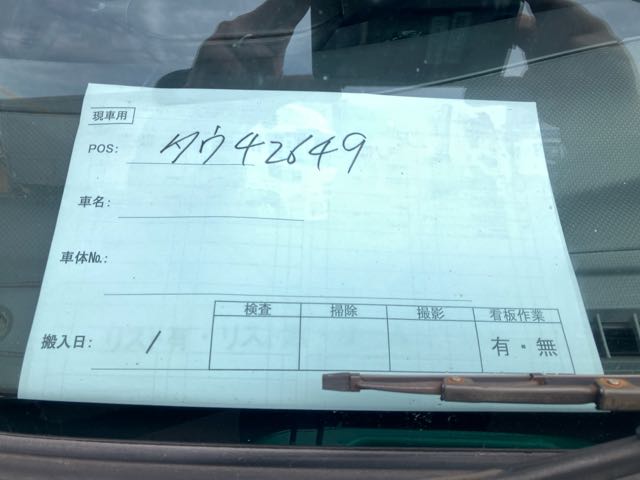 現車用
POS: タウ42649
車名:
車体No.:
検査 掃除 撮影 看板作業
搬入日: / 有・無